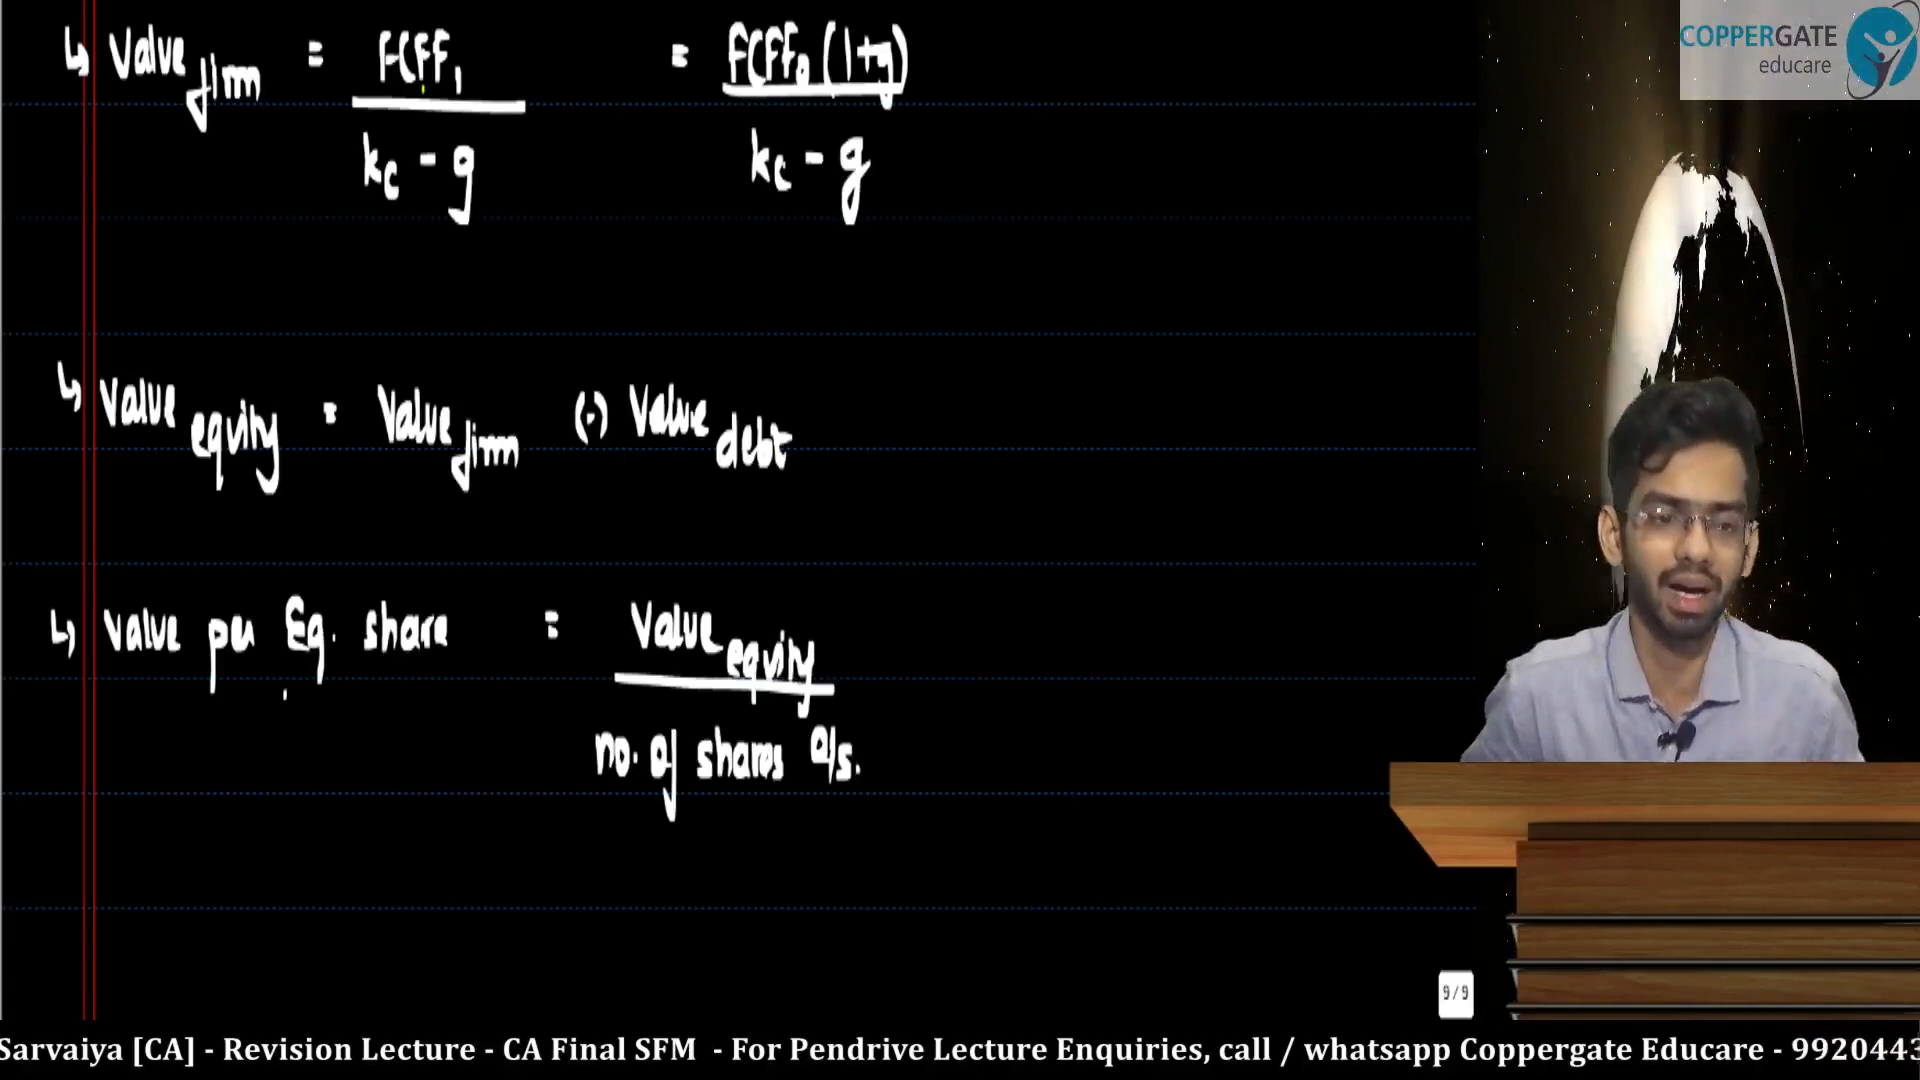 ↳ Value firm = FCFF₁ / kc - g = FCFF₀ (1+g) / kc - g
↳ Value equity = Value firm (-) Value debt
↳ Value per Eq. share = Value equity / no. of shares o/s.
COPPERGATE
educare
9/9
Sarvaiya [CA] - Revision Lecture - CA Final SFM - For Pendrive Lecture Enquiries, call / whatsapp Coppergate Educare - 9920443